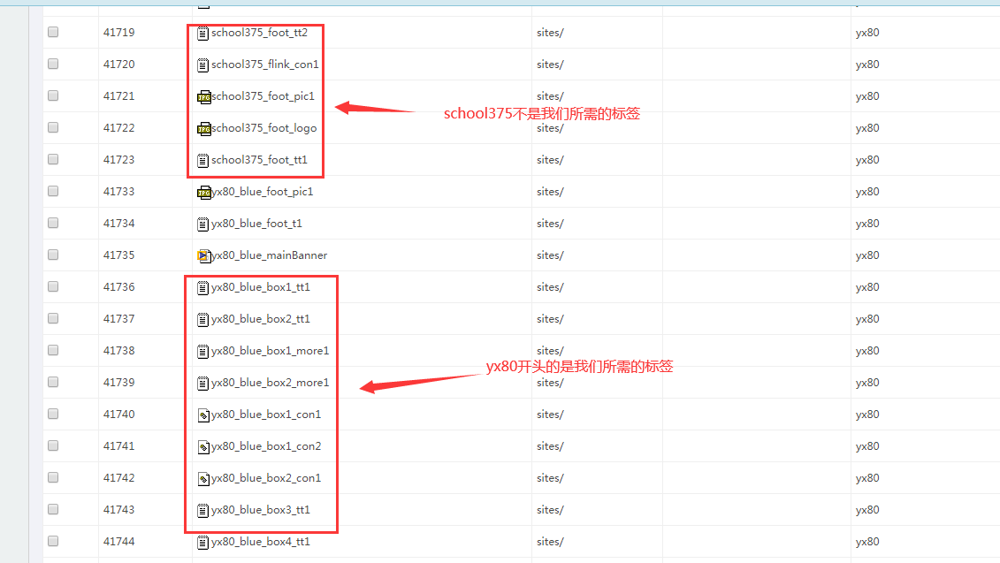 41719 school375_foot_tt2 sites/ yx80
41720 school375_flink_con1 sites/ yx80
41721 school375_foot_pic1 sites/ yx80
school375不是我们所需的标签
41722 school375_foot_logo sites/ yx80
41723 school375_foot_tt1 sites/ yx80
41733 yx80_blue_foot_pic1 sites/ yx80
41734 yx80_blue_foot_t1 sites/ yx80
41735 yx80_blue_mainBanner sites/ yx80
41736 yx80_blue_box1_tt1 sites/ yx80
41737 yx80_blue_box2_tt1 sites/ yx80
41738 yx80_blue_box1_more1 sites/ yx80
yx80开头的是我们所需的标签
41739 yx80_blue_box2_more1 sites/ yx80
41740 yx80_blue_box1_con1 sites/ yx80
41741 yx80_blue_box1_con2 sites/ yx80
41742 yx80_blue_box2_con1 sites/ yx80
41743 yx80_blue_box3_tt1 sites/ yx80
41744 yx80_blue_box4_tt1 sites/ yx80